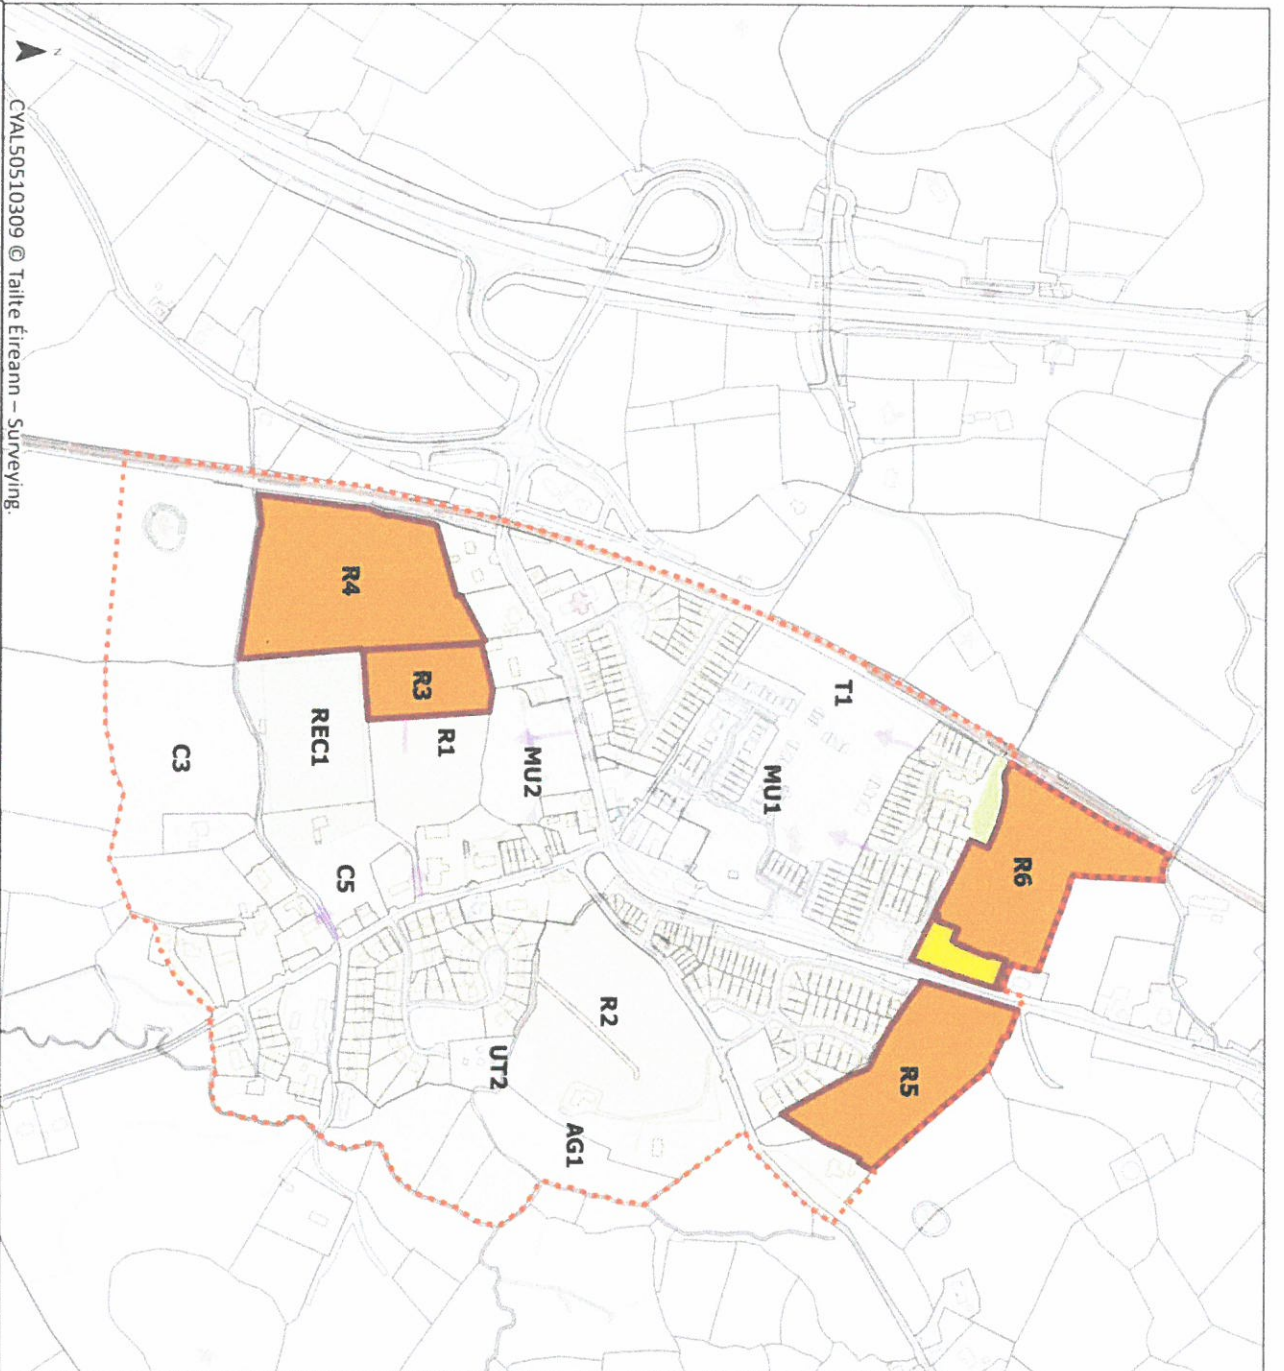 N
CYAL50510309 © Tailte Éireann – Surveying.
R6
R5
T1
MU1
R2
AG1
MU2
UT2
R1
R3
R4
C5
REC1
C3